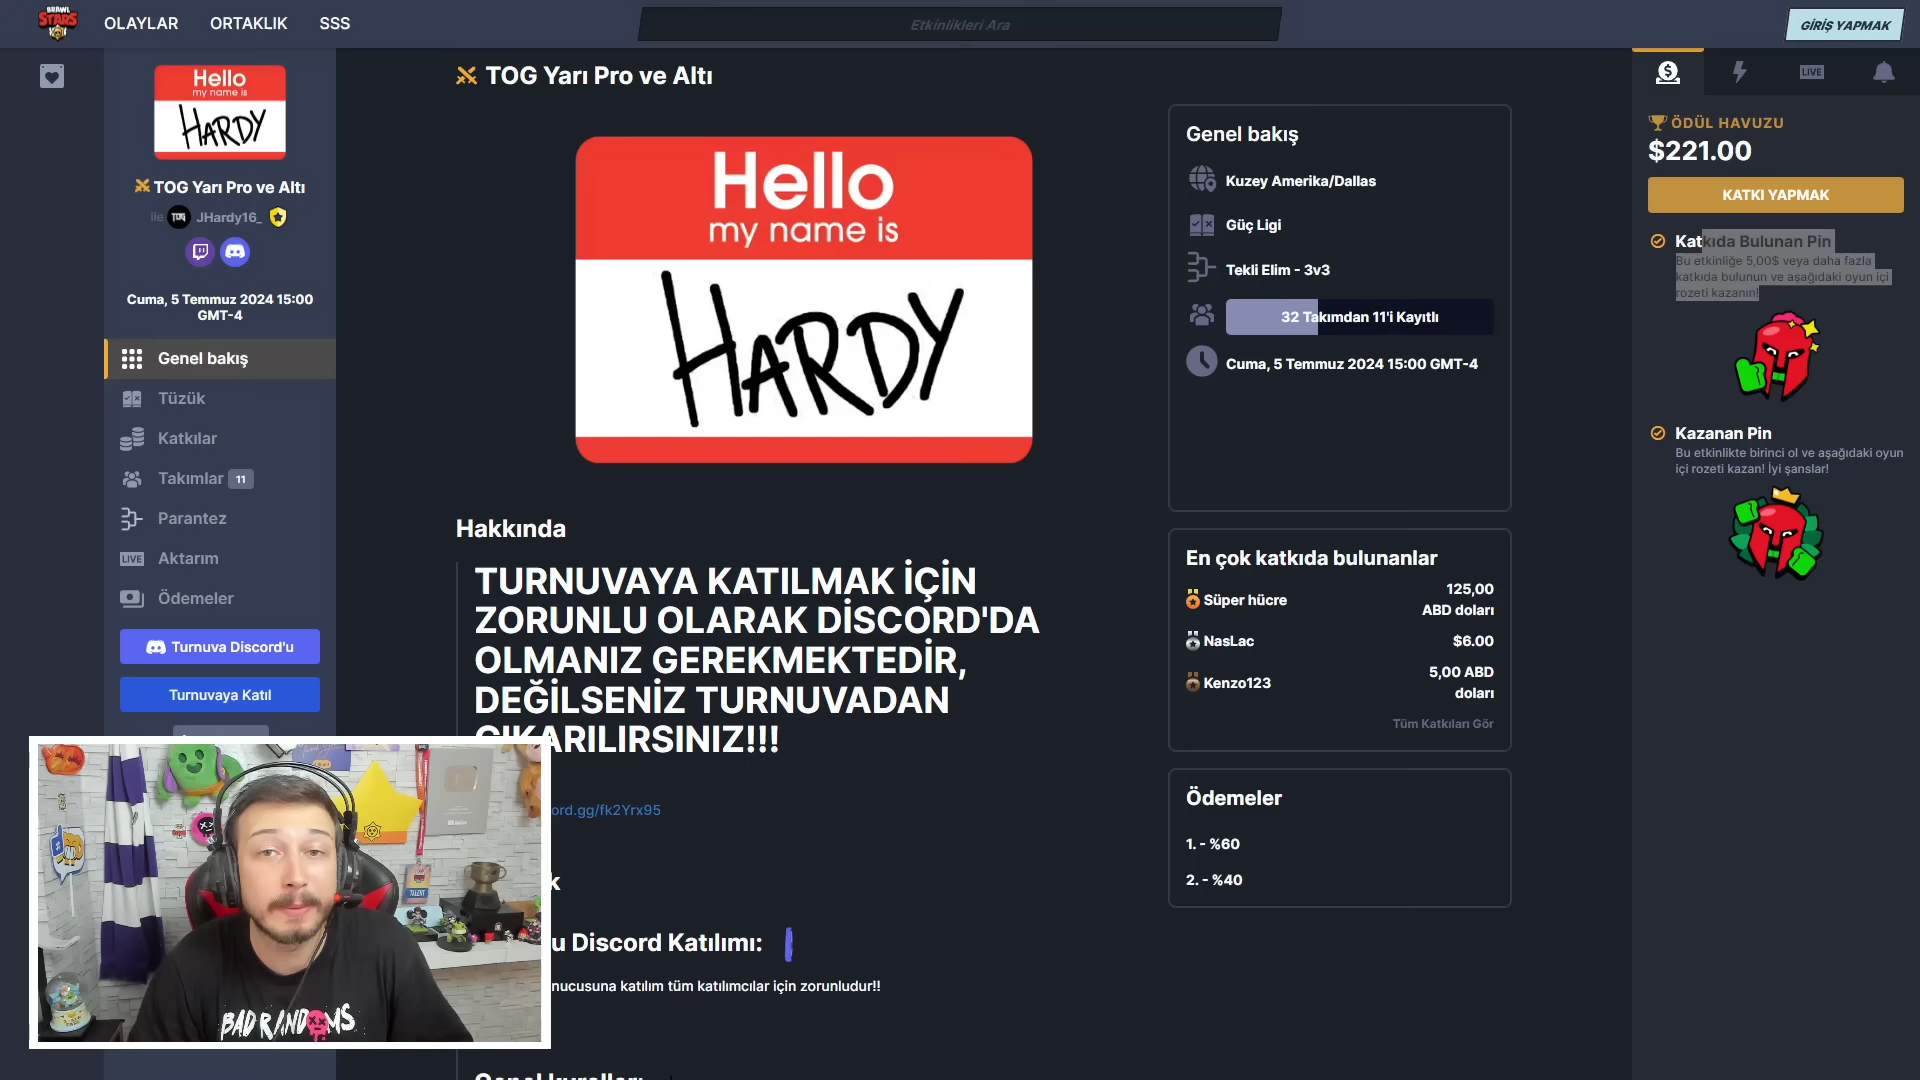 BRAWL STARS
OLAYLAR
ORTAKLIK
SSS
Etkinlikleri Ara
GİRİŞ YAPMAK
Hello
my name is
HARDY
TOG Yarı Pro ve Altı
ile TOG JHardy16_
Cuma, 5 Temmuz 2024 15:00
GMT-4
Genel bakış
Tüzük
Katkılar
Takımlar 11
Parantez
LIVE Aktarım
Ödemeler
Turnuva Discord'u
Turnuvaya Katıl
TOG Yarı Pro ve Altı
Hello
my name is
HARDY
Hakkında
TURNUVAYA KATILMAK İÇİN
ZORUNLU OLARAK DİSCORD'DA
OLMANIZ GEREKMEKTEDİR,
DEĞİLSENİZ TURNUVADAN
ÇIKARILIRSINIZ!!!
ord.gg/fk2Yrx95
k
u Discord Katılımı:
nucusuna katılım tüm katılımcılar için zorunludur!!
Genel bakış
Kuzey Amerika/Dallas
Güç Ligi
Tekli Elim - 3v3
32 Takımdan 11'i Kayıtlı
Cuma, 5 Temmuz 2024 15:00 GMT-4
En çok katkıda bulunanlar
Süper hücre 125,00
ABD doları
NasLac $6.00
Kenzo123 5,00 ABD
doları
Tüm Katkıları Gör
Ödemeler
1. - %60
2. - %40
LIVE
ÖDÜL HAVUZU
$221.00
KATKI YAPMAK
Katkıda Bulunan Pin
Bu etkinliğe 5,00$ veya daha fazla
katkıda bulunun ve aşağıdaki oyun içi
rozeti kazanın!
Kazanan Pin
Bu etkinlikte birinci ol ve aşağıdaki oyun
içi rozeti kazan! İyi şanslar!
TALENT
BAD RANDOMS